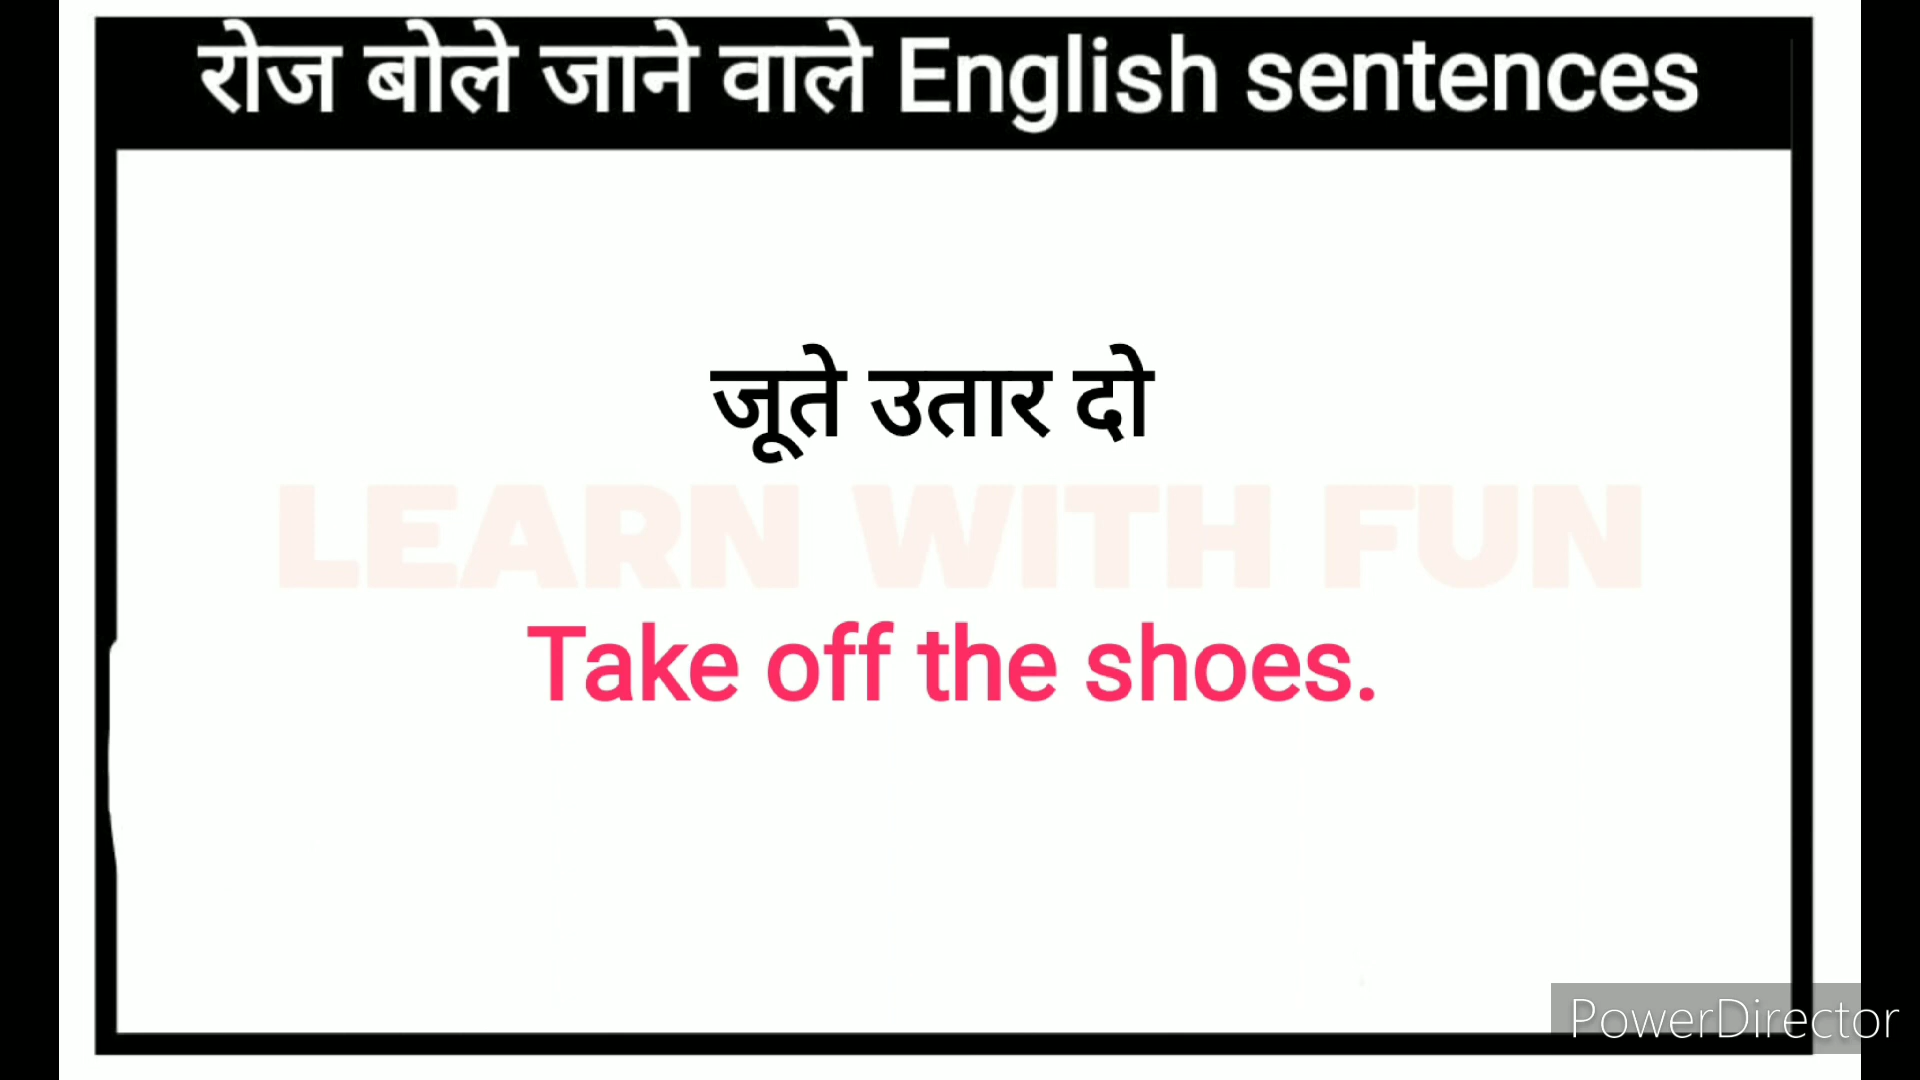 रोज बोले जाने वाले English sentences
जूते उतार दो
LEARN WITH FUN
Take off the shoes.
PowerDirector